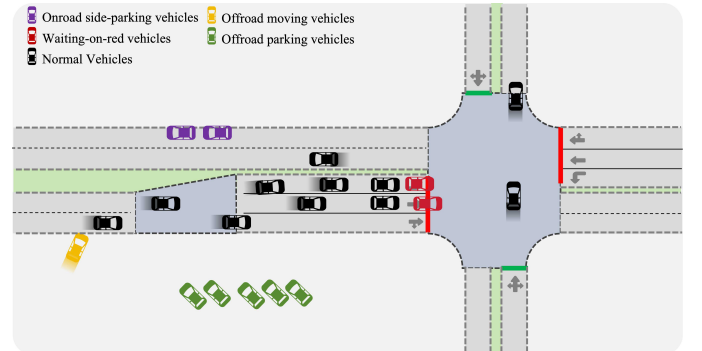 Onroad side-parking vehicles
Offroad moving vehicles
Waiting-on-red vehicles
Offroad parking vehicles
Normal Vehicles